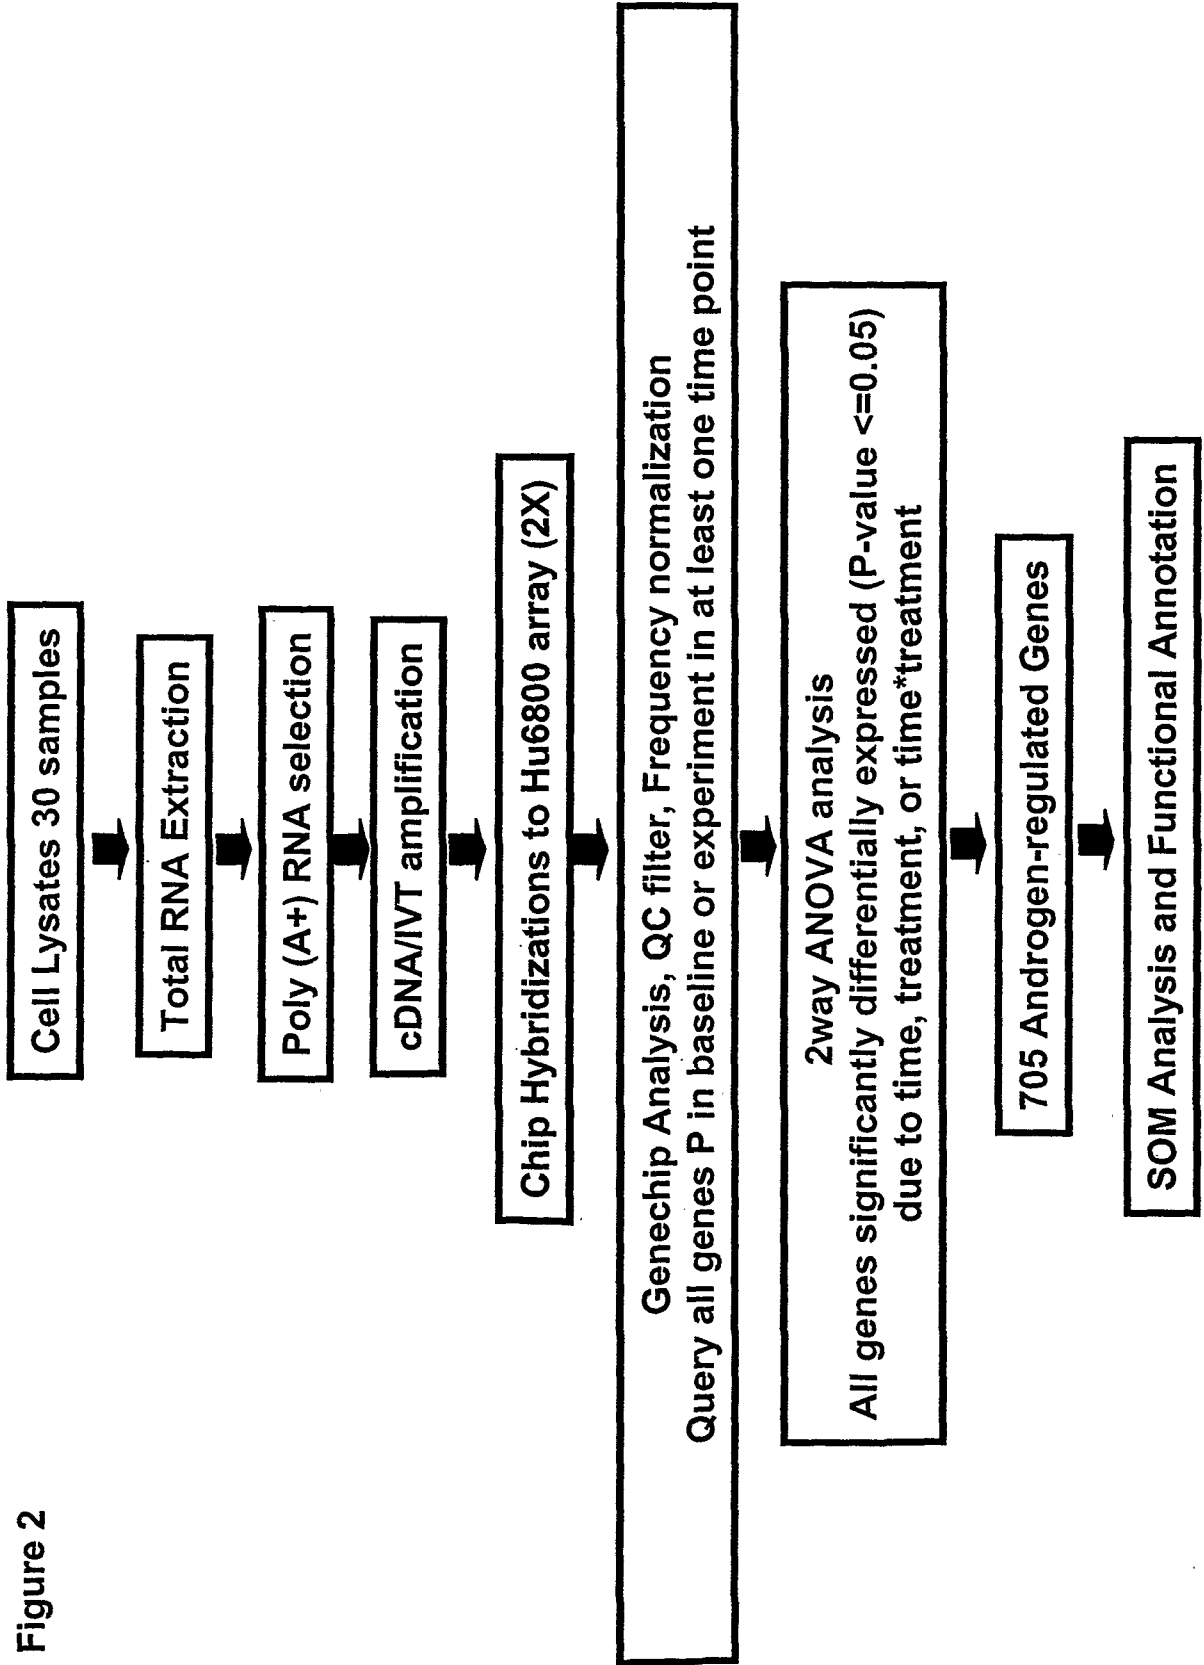 Figure 2
Cell Lysates 30 samples
Total RNA Extraction
Poly (A+) RNA selection
cDNA/IVT amplification
Chip Hybridizations to Hu6800 array (2X)
Genechip Analysis, QC filter, Frequency normalization
Query all genes P in baseline or experiment in at least one time point
2way ANOVA analysis
All genes significantly differentially expressed (P-value <=0.05)
due to time, treatment, or time*treatment
705 Androgen-regulated Genes
SOM Analysis and Functional Annotation